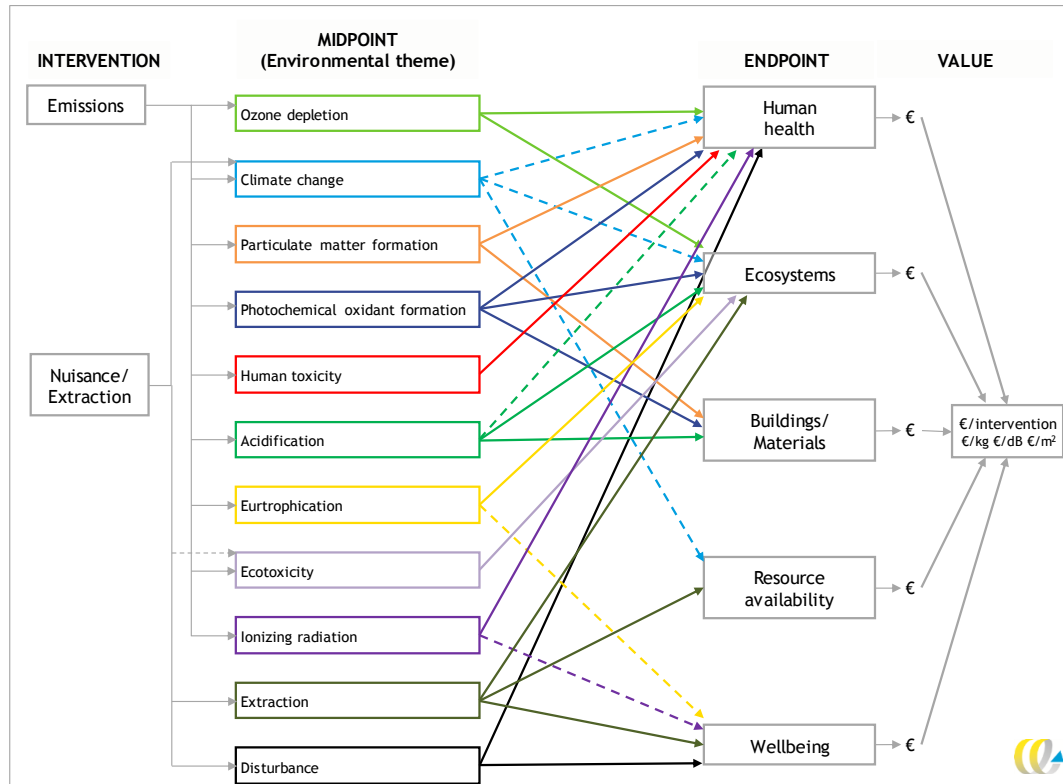 INTERVENTION
MIDPOINT
(Environmental theme)
ENDPOINT
VALUE
Emissions
Nuisance/
Extraction
Ozone depletion
Climate change
Particulate matter formation
Photochemical oxidant formation
Human toxicity
Acidification
Eurtrophication
Ecotoxicity
Ionizing radiation
Extraction
Disturbance
Human
health
Ecosystems
Buildings/
Materials
Resource
availability
Wellbeing
€
€
€
€
€
€/intervention
€/kg €/dB €/m²